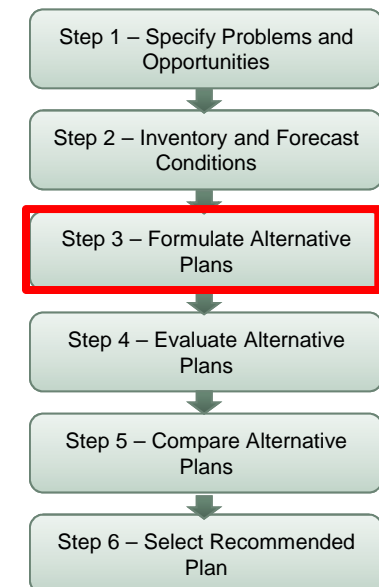 Step 1 – Specify Problems and
Opportunities
Step 2 – Inventory and Forecast
Conditions
Step 3 – Formulate Alternative
Plans
Step 4 – Evaluate Alternative
Plans
Step 5 – Compare Alternative
Plans
Step 6 – Select Recommended
Plan